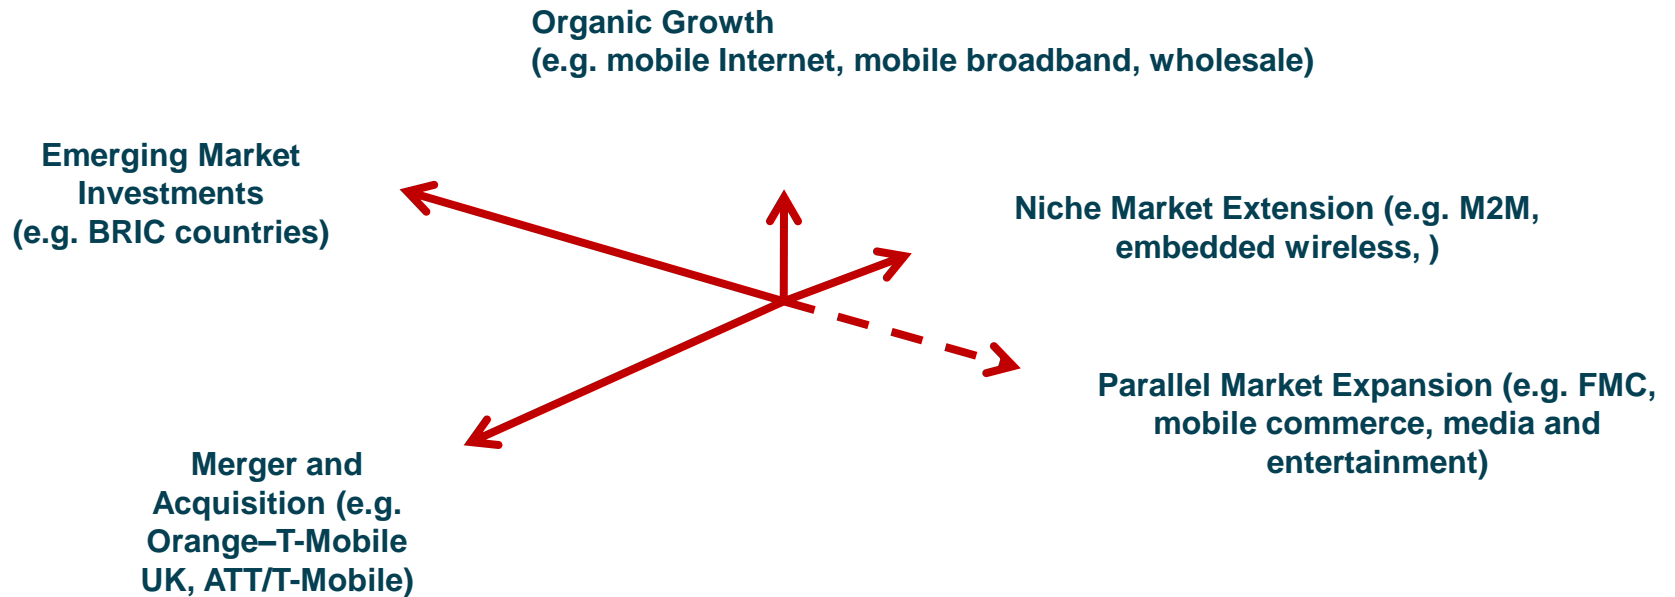 Organic Growth
(e.g. mobile Internet, mobile broadband, wholesale)
Emerging Market
Investments
(e.g. BRIC countries)
Niche Market Extension (e.g. M2M,
embedded wireless, )
Parallel Market Expansion (e.g. FMC,
mobile commerce, media and
entertainment)
Merger and
Acquisition (e.g.
Orange–T-Mobile
UK, ATT/T-Mobile)